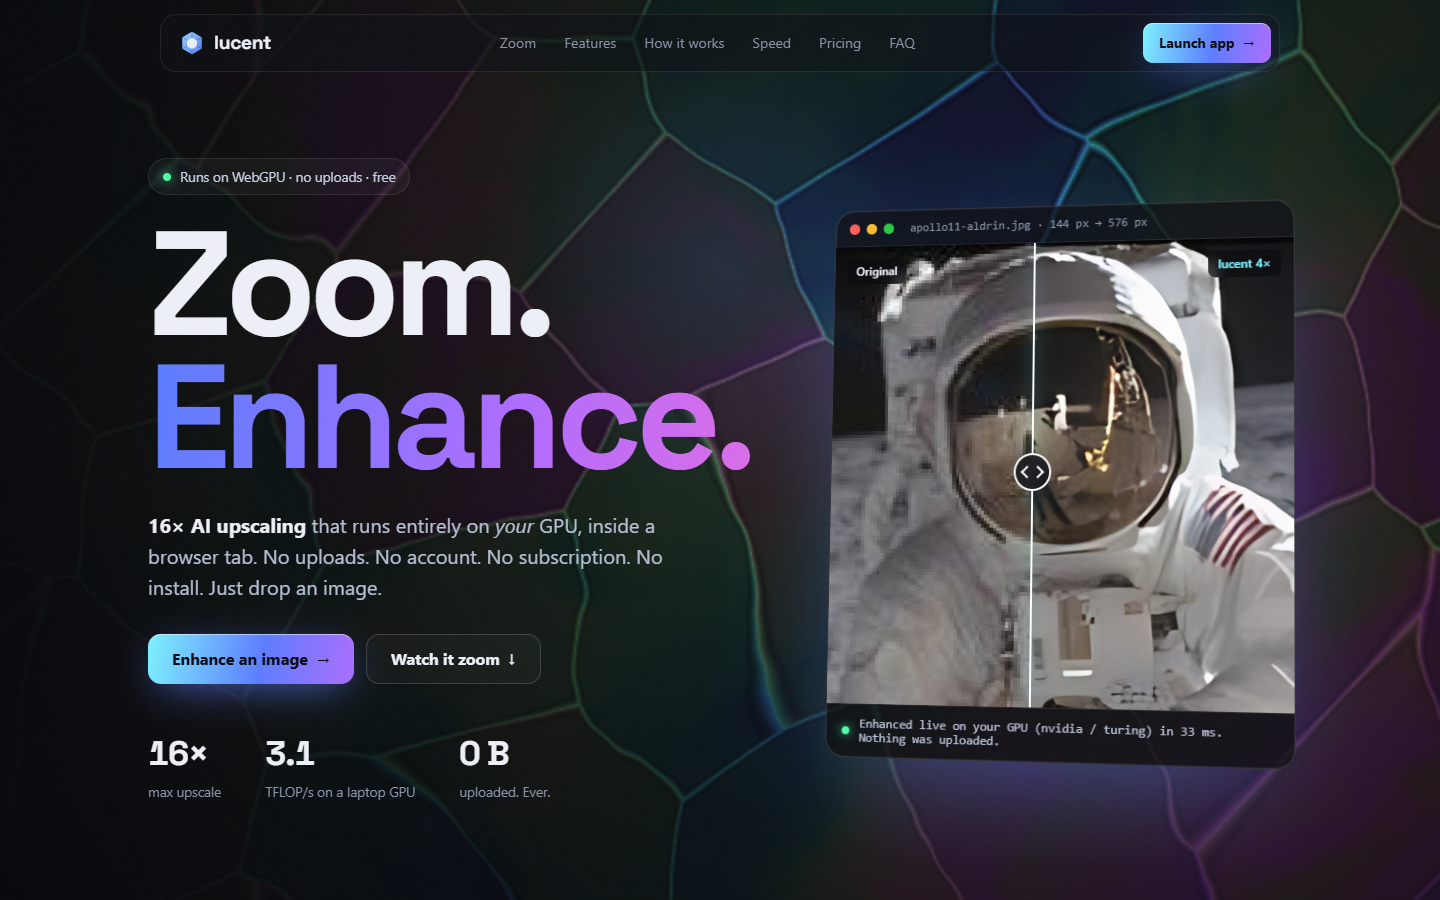 lucent
Zoom Features How it works Speed Pricing FAQ
Launch app →
Runs on WebGPU · no uploads · free
Zoom.
Enhance.
16× AI upscaling that runs entirely on your GPU, inside a
browser tab. No uploads. No account. No subscription. No
install. Just drop an image.
Enhance an image →
Watch it zoom ↓
16×
max upscale
3.1
TFLOP/s on a laptop GPU
0 B
uploaded. Ever.
apollo11-aldrin.jpg · 144 px → 576 px
Original
lucent 4×
Enhanced live on your GPU (nvidia / turing) in 33 ms.
Nothing was uploaded.